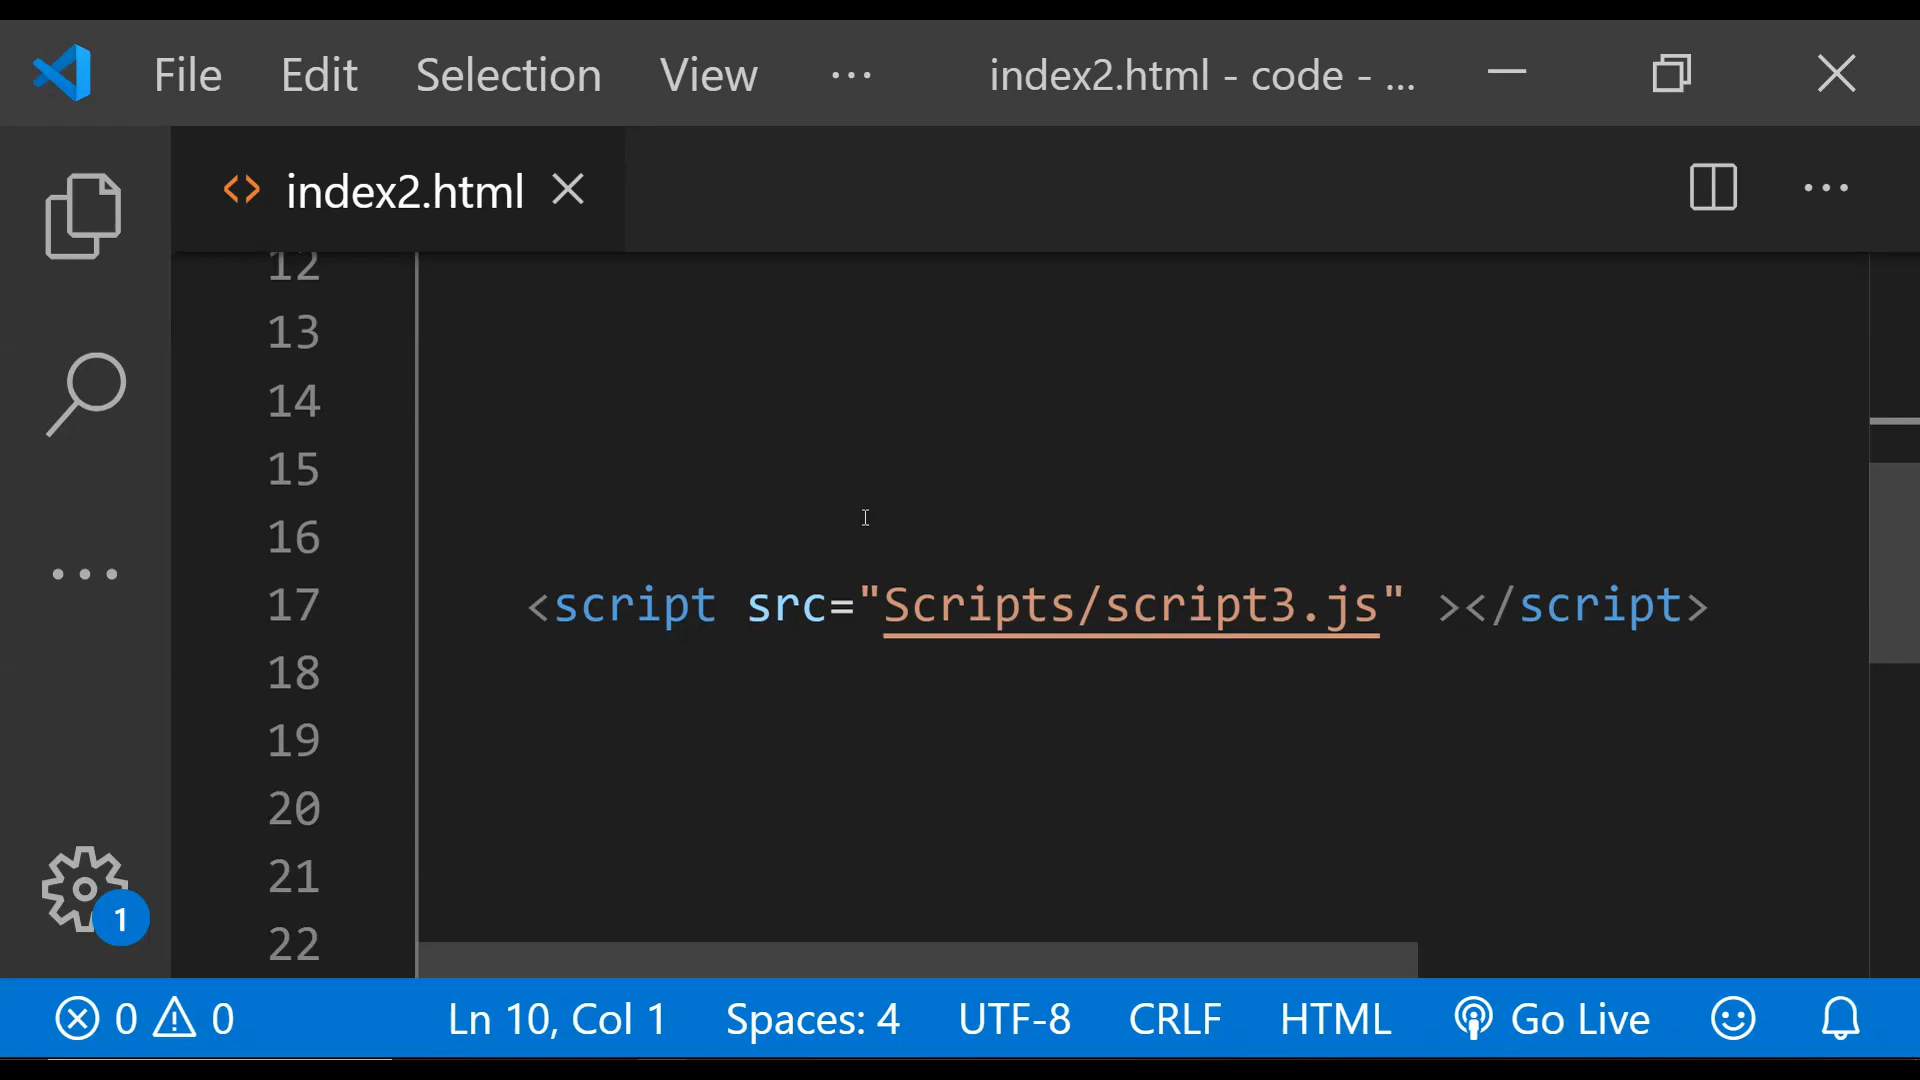 File Edit Selection View ··· index2.html - code - ...
<> index2.html
12
13
14
15
16
17 <script src="Scripts/script3.js" ></script>
18
19
20
21
22
1
0 0 Ln 10, Col 1 Spaces: 4 UTF-8 CRLF HTML Go Live